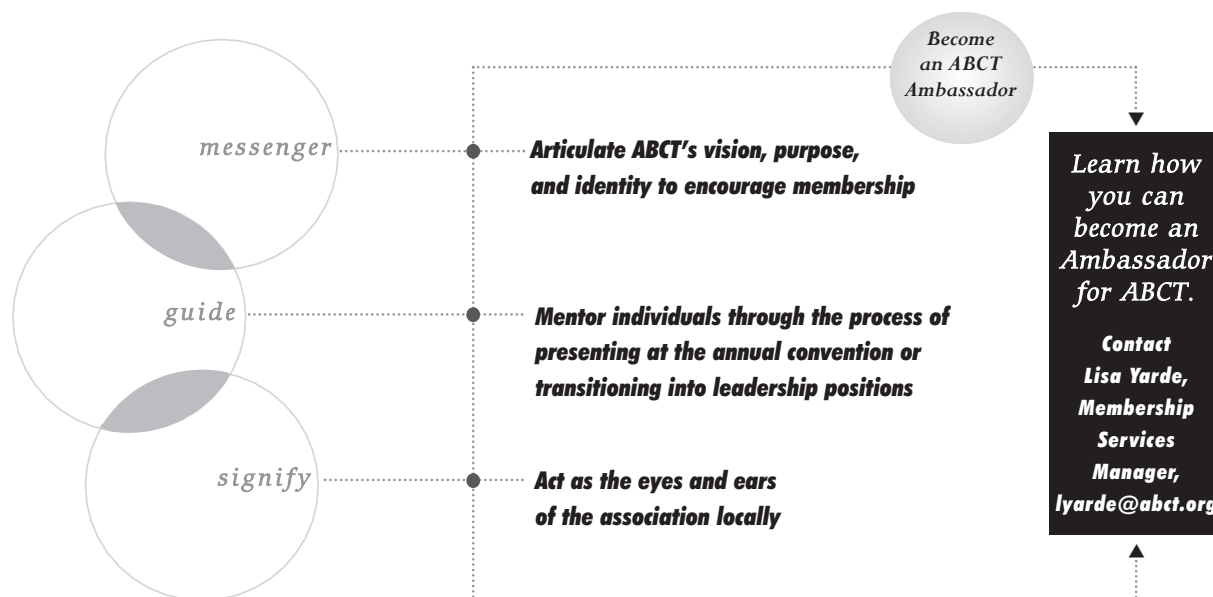 Become
an ABCT
Ambassador
messenger
Articulate ABCT’s vision, purpose,
and identity to encourage membership
guide
Mentor individuals through the process of
presenting at the annual convention or
transitioning into leadership positions
signify
Act as the eyes and ears
of the association locally
Learn how
you can
become an
Ambassador
for ABCT.
Contact
Lisa Yarde,
Membership
Services
Manager,
lyarde@abct.org